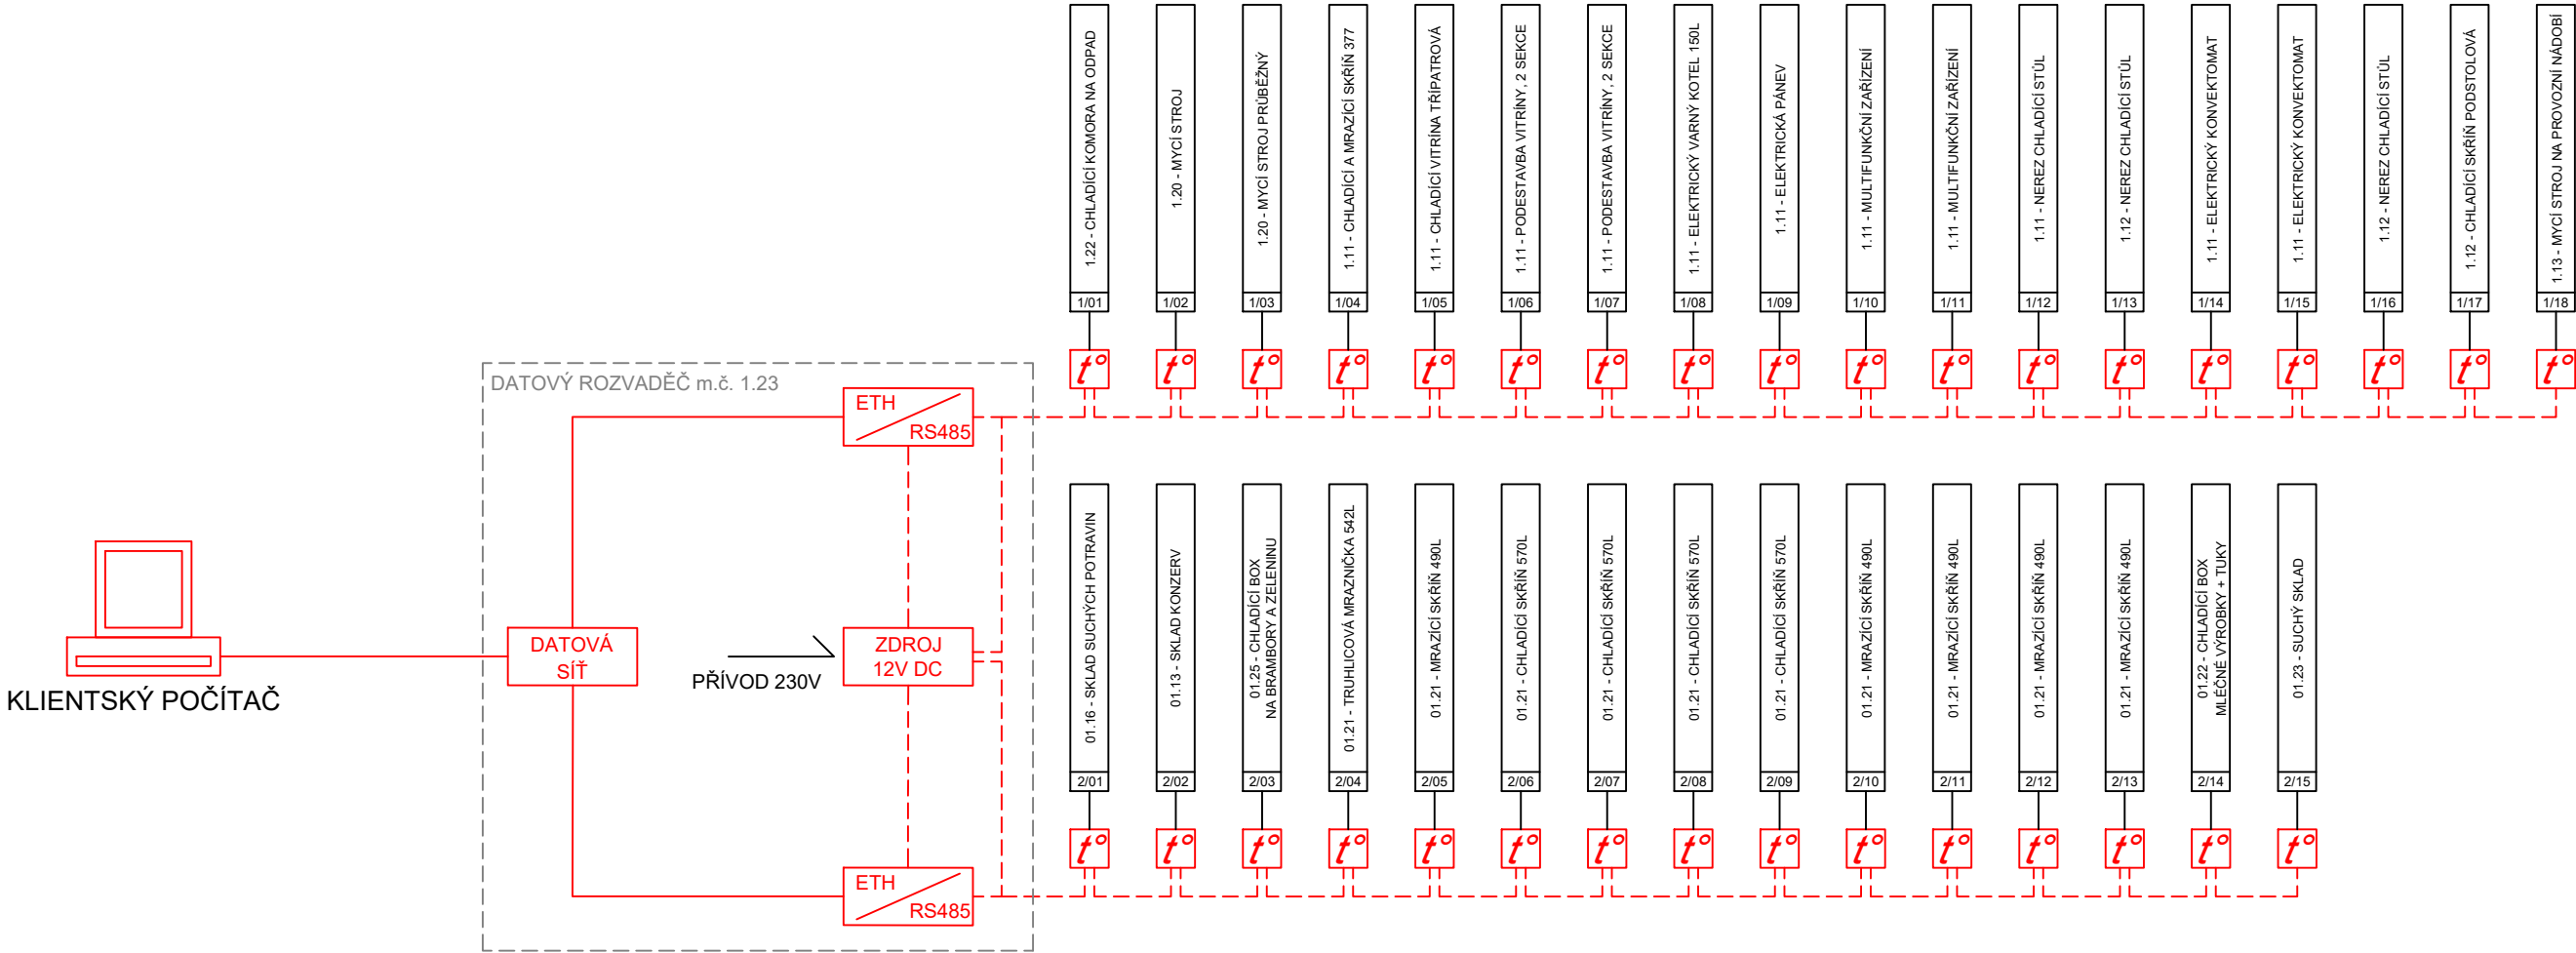 1.22 - CHLADÍCÍ KOMORA NA ODPAD
1/01
1.20 - MYCÍ STROJ
1/02
1.20 - MYCÍ STROJ PRŮBĚŽNÝ
1/03
1.11 - CHLADÍCÍ A MRAZÍCÍ SKŘÍŇ 377
1/04
1.11 - CHLADÍCÍ VITRÍNA TŘÍPATROVÁ
1/05
1.11 - PODESTAVBA VITRÍNY, 2 SEKCE
1/06
1.11 - PODESTAVBA VITRÍNY, 2 SEKCE
1/07
1.11 - ELEKTRICKÝ VARNÝ KOTEL 150L
1/08
1.11 - ELEKTRICKÁ PÁNEV
1/09
1.11 - MULTIFUNKČNÍ ZAŘÍZENÍ
1/10
1.11 - MULTIFUNKČNÍ ZAŘÍZENÍ
1/11
1.11 - NEREZ CHLADÍCÍ STŮL
1/12
1.12 - NEREZ CHLADÍCÍ STŮL
1/13
1.11 - ELEKTRICKÝ KONVEKTOMAT
1/14
1.11 - ELEKTRICKÝ KONVEKTOMAT
1/15
1.12 - NEREZ CHLADÍCÍ STŮL
1/16
1.12 - CHLADÍCÍ SKŘÍŇ PODSTOLOVÁ
1/17
1.13 - MYCÍ STROJ NA PROVOZNÍ NÁDOBÍ
1/18
t° t° t° t° t° t° t° t° t° t° t° t° t° t° t° t° t° t°
DATOVÝ ROZVADĚČ m.č. 1.23
ETH
RS485
DATOVÁ
SÍŤ
PŘÍVOD 230V
ZDROJ
12V DC
KLIENTSKÝ POČÍTAČ
ETH
RS485
01.16 - SKLAD SUCHÝCH POTRAVIN
2/01
01.13 - SKLAD KONZERV
2/02
01.25 - CHLADÍCÍ BOX
NA BRAMBORY A ZELENINU
2/03
01.21 - TRUHLICOVÁ MRAZNIČKA 542L
2/04
01.21 - MRAZÍCÍ SKŘÍŇ 490L
2/05
01.21 - CHLADÍCÍ SKŘÍŇ 570L
2/06
01.21 - CHLADÍCÍ SKŘÍŇ 570L
2/07
01.21 - CHLADÍCÍ SKŘÍŇ 570L
2/08
01.21 - CHLADÍCÍ SKŘÍŇ 570L
2/09
01.21 - MRAZÍCÍ SKŘÍŇ 490L
2/10
01.21 - MRAZÍCÍ SKŘÍŇ 490L
2/11
01.21 - MRAZÍCÍ SKŘÍŇ 490L
2/12
01.21 - MRAZÍCÍ SKŘÍŇ 490L
2/13
01.22 - CHLADÍCÍ BOX
MLÉČNÉ VÝROBKY + TUKY
2/14
01.23 - SUCHÝ SKLAD
2/15
t° t° t° t° t° t° t° t° t° t° t° t° t° t° t°